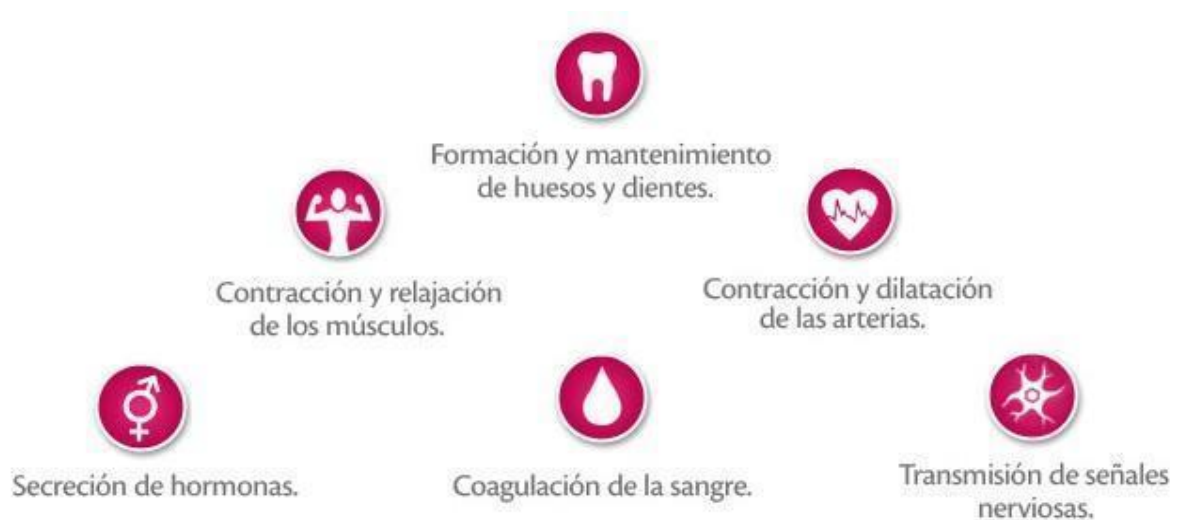 Formación y mantenimiento
de huesos y dientes.
Contracción y relajación
de los músculos.
Contracción y dilatación
de las arterias.
Secreción de hormonas.
Coagulación de la sangre.
Transmisión de señales
nerviosas.